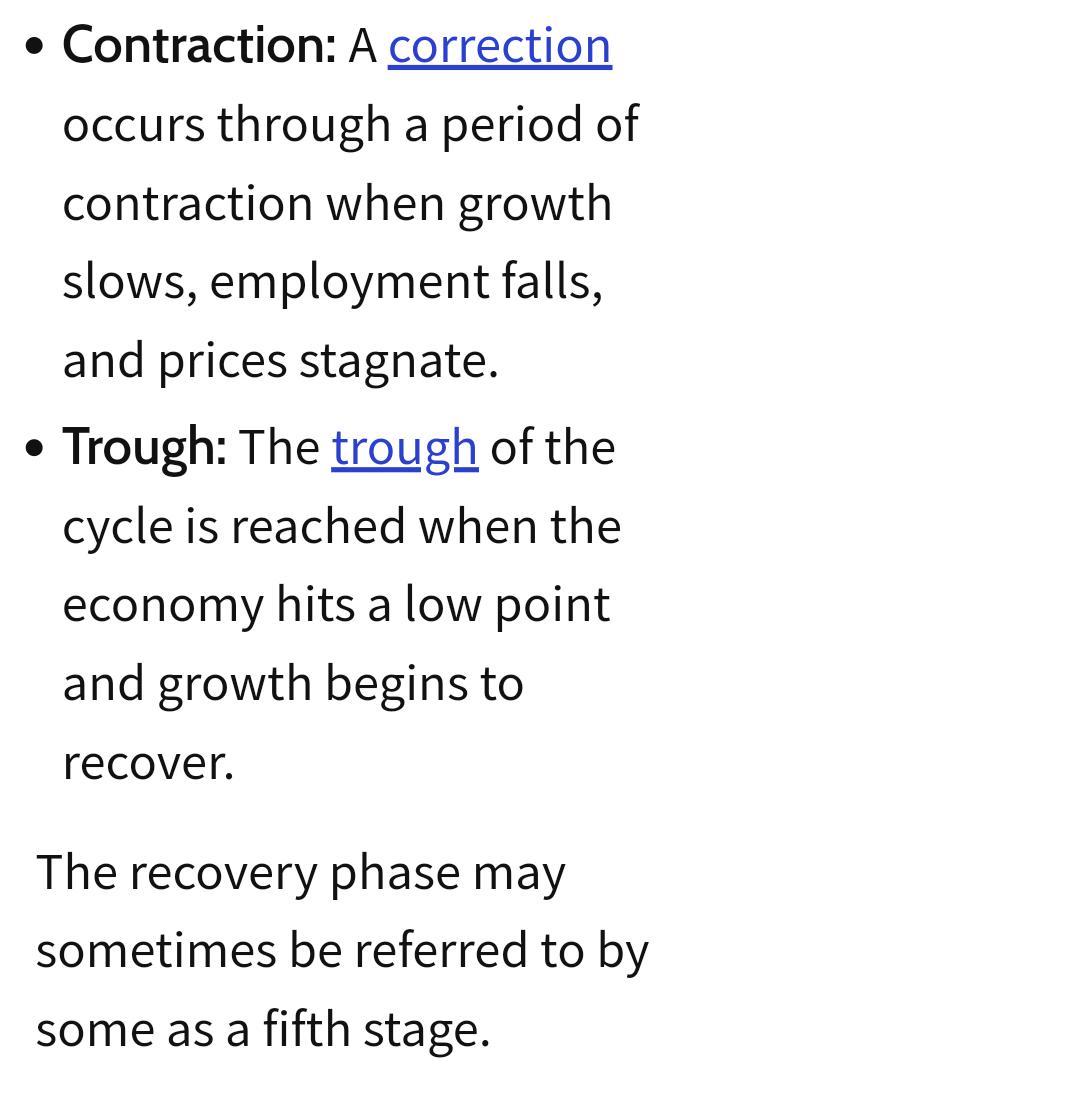 • Contraction: A correction
occurs through a period of
contraction when growth
slows, employment falls,
and prices stagnate.
• Trough: The trough of the
cycle is reached when the
economy hits a low point
and growth begins to
recover.
The recovery phase may
sometimes be referred to by
some as a fifth stage.